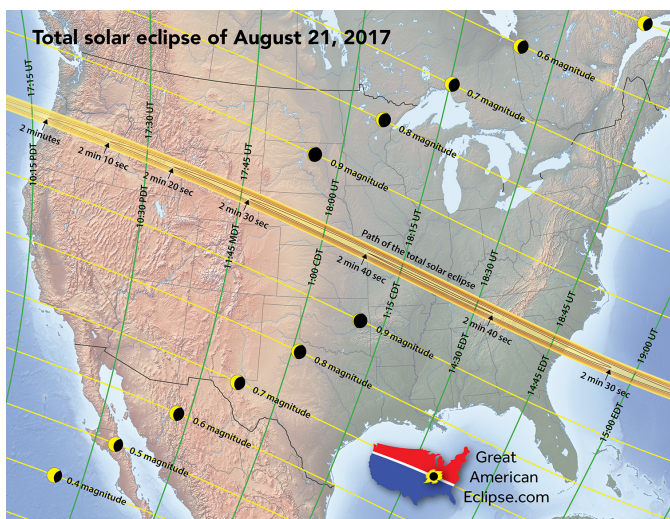 Total solar eclipse of August 21, 2017
0.6 magnitude
0.7 magnitude
0.8 magnitude
0.9 magnitude
17:15 UT
10:15 PDT
17:30 UT
10:30 PDT
17:45 UT
11:45 MDT
18:00 UT
1:00 CDT
18:15 UT
1:15 CDT
18:30 UT
14:30 EDT
18:45 UT
14:45 EDT
19:00 UT
15:00 EDT
2 minutes
2 min 10 sec
2 min 20 sec
2 min 30 sec
Path of the total solar eclipse
2 min 40 sec
2 min 40 sec
2 min 30 sec
0.9 magnitude
0.8 magnitude
0.7 magnitude
0.6 magnitude
0.5 magnitude
0.4 magnitude
Great
American
Eclipse.com